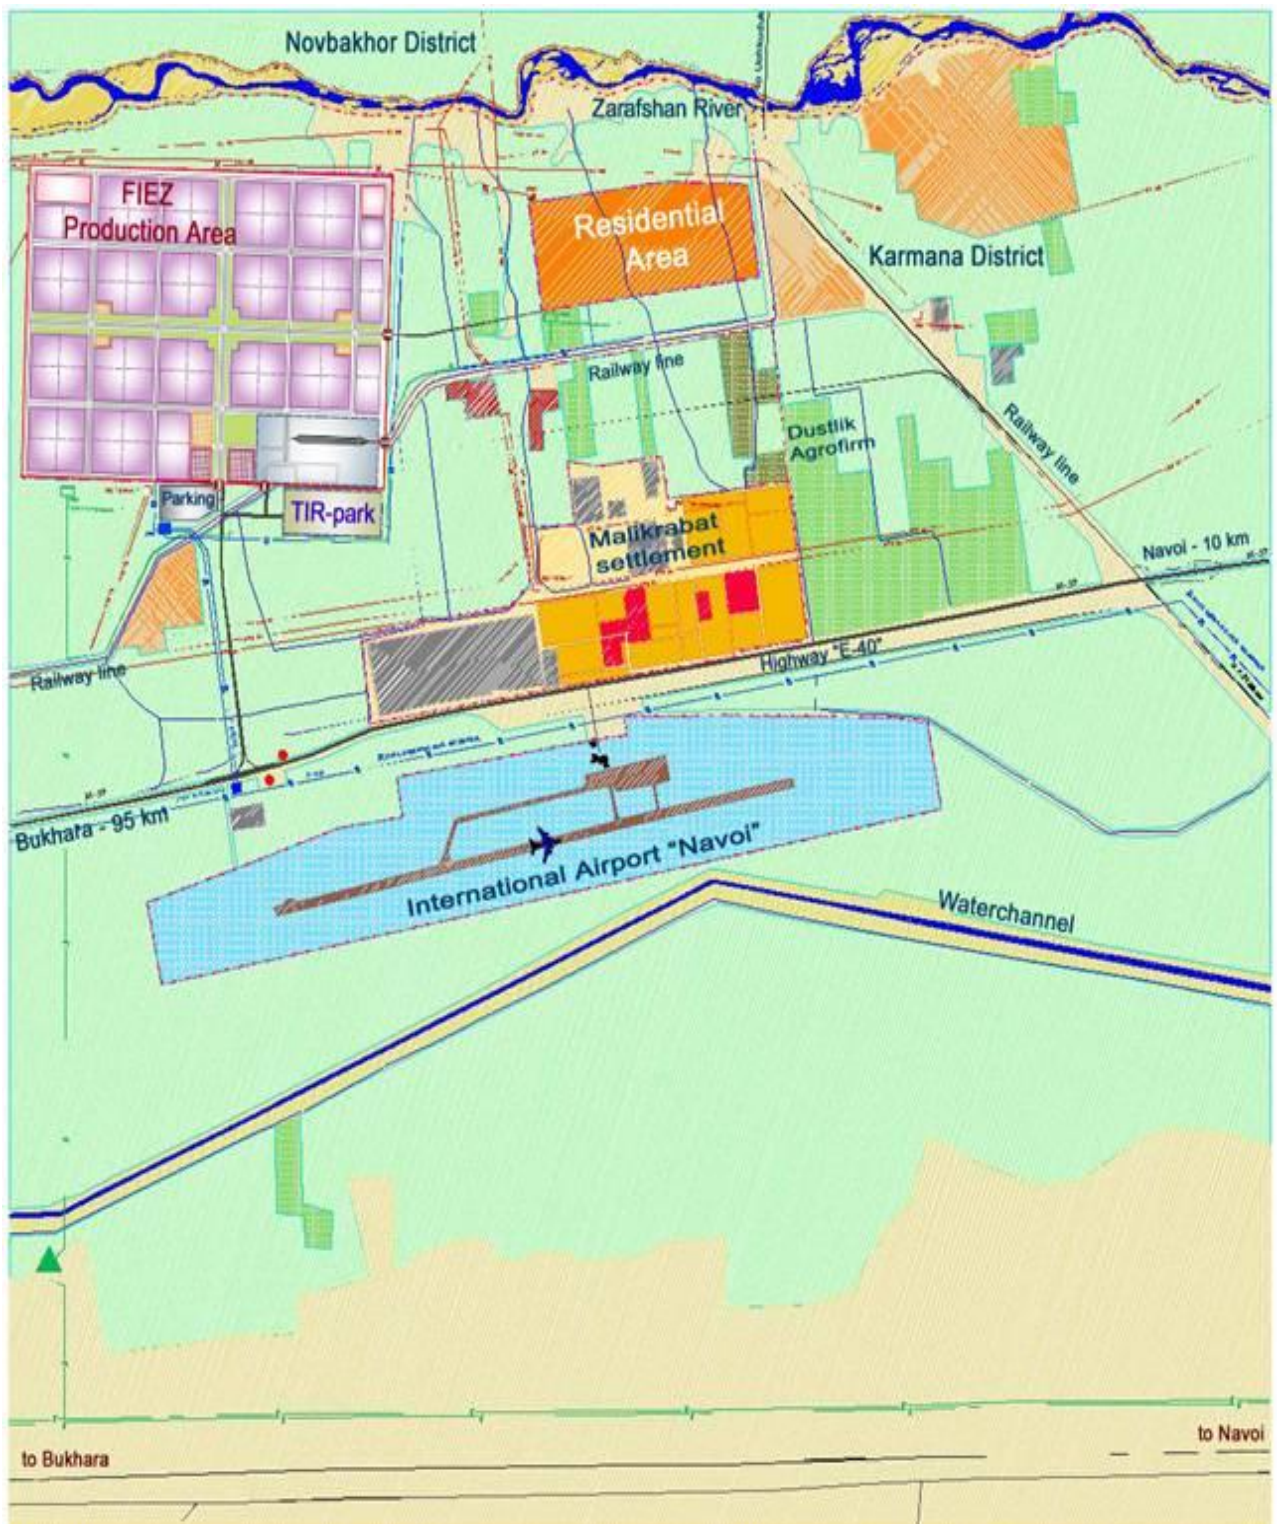 Novbakhor District
Zarafshan River
FIEZ
Production Area
Residential
Area
Karmana District
Railway line
Railway line
Dustlik
Agrofirm
Parking
TIR-park
Malikrabat
settlement
Navoi - 10 km
Highway "E-40"
Railway line
Bukhara - 95 km
International Airport "Navoi"
Waterchannel
to Navoi
to Bukhara